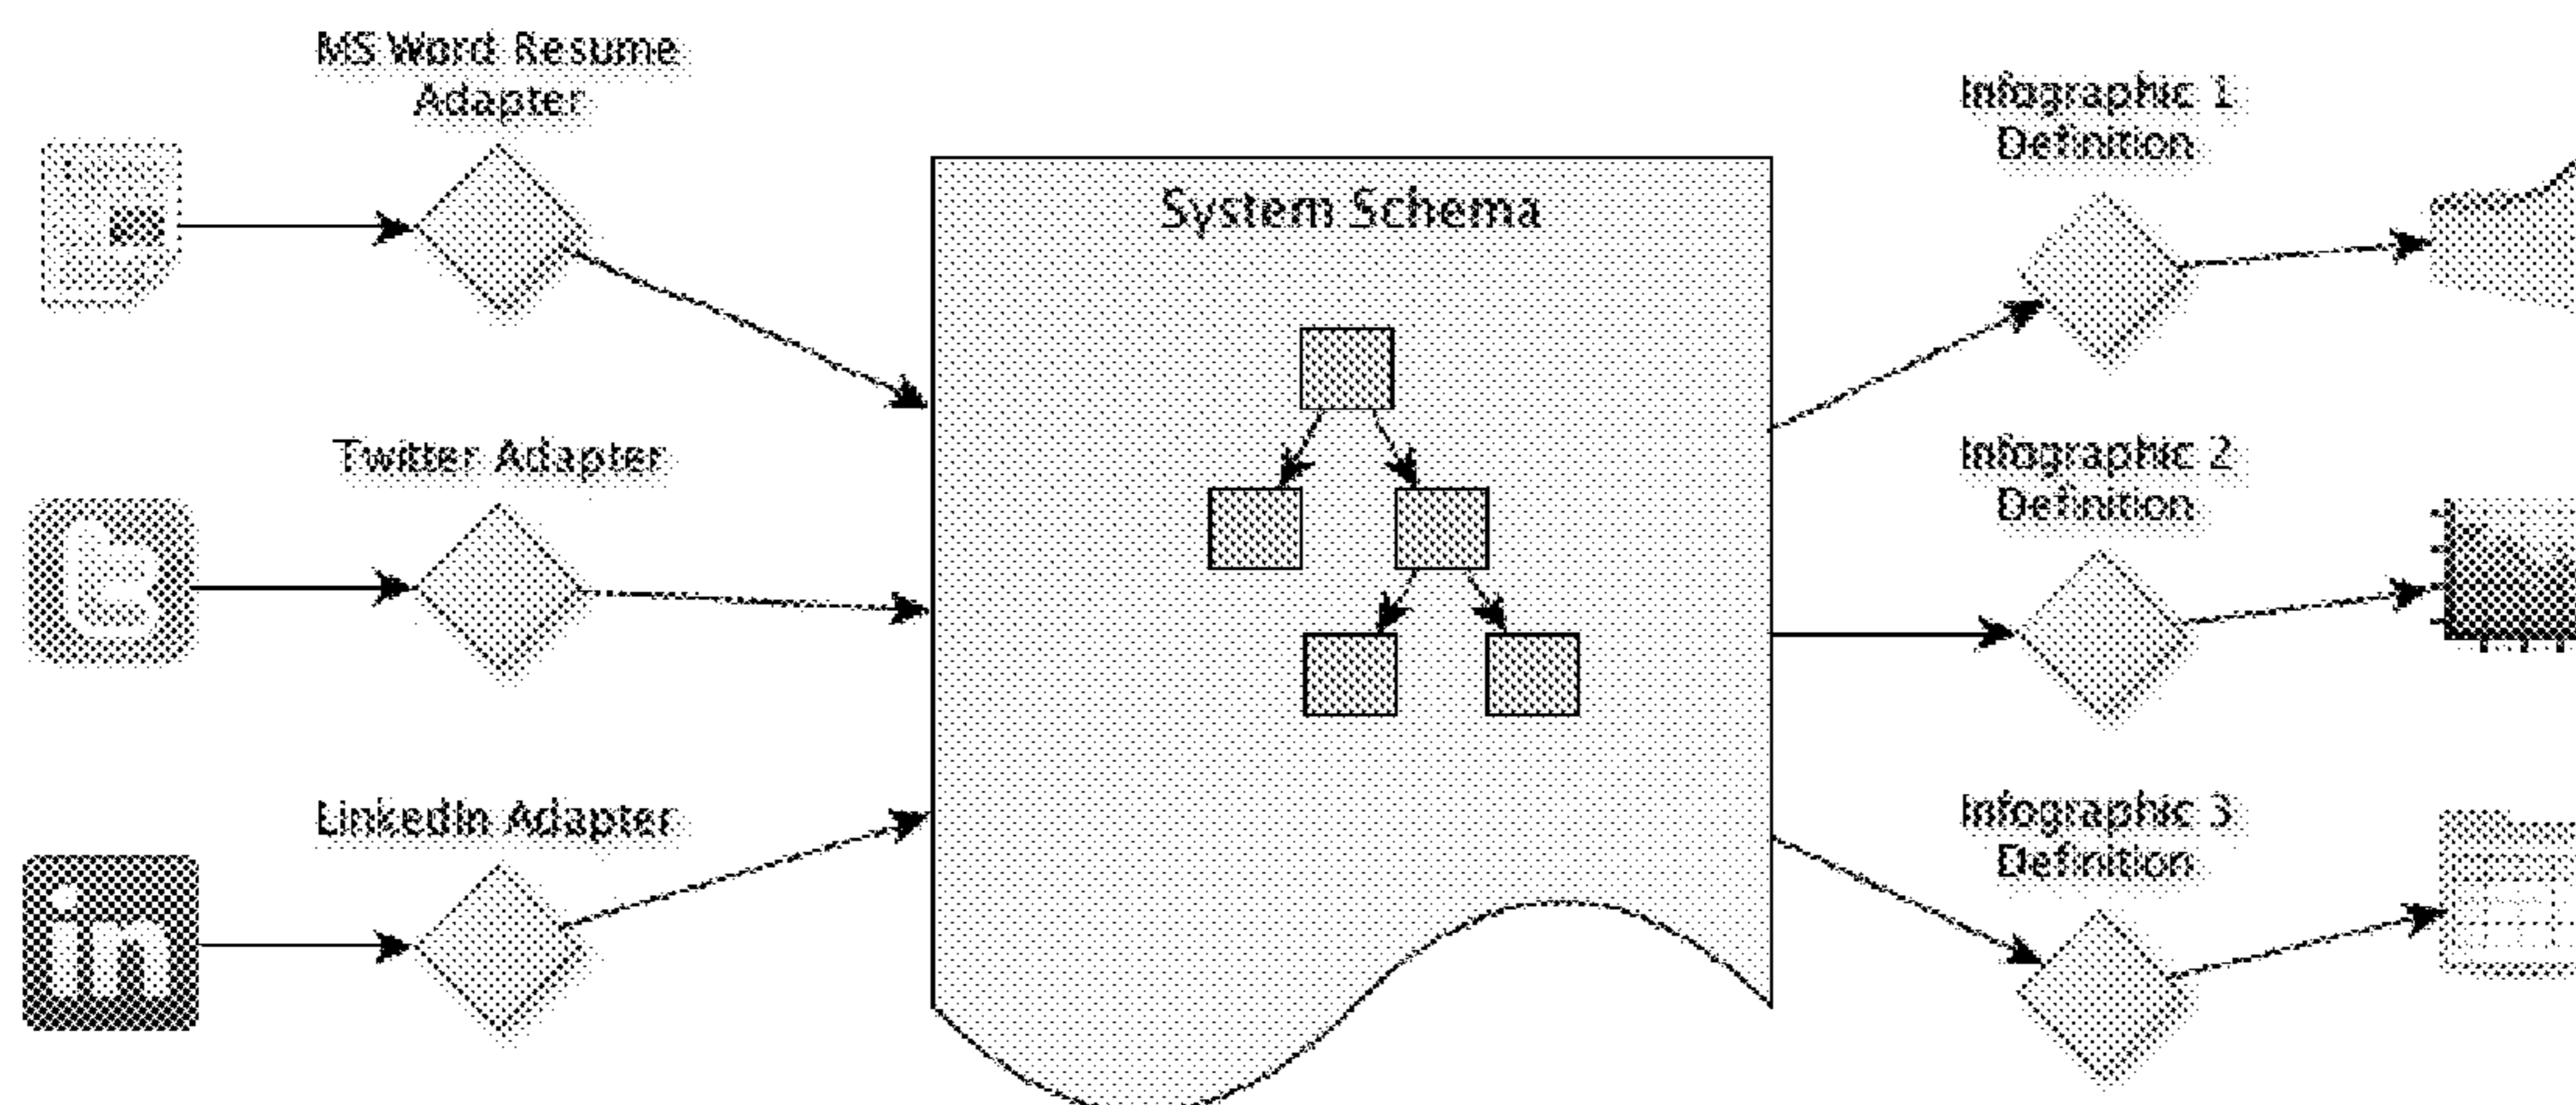 MS Word Resume
Adapter
Infographic 1
Definition
System Schema
Twitter Adapter
Infographic 2
Definition
t
LinkedIn Adapter
Infographic 3
Definition
in